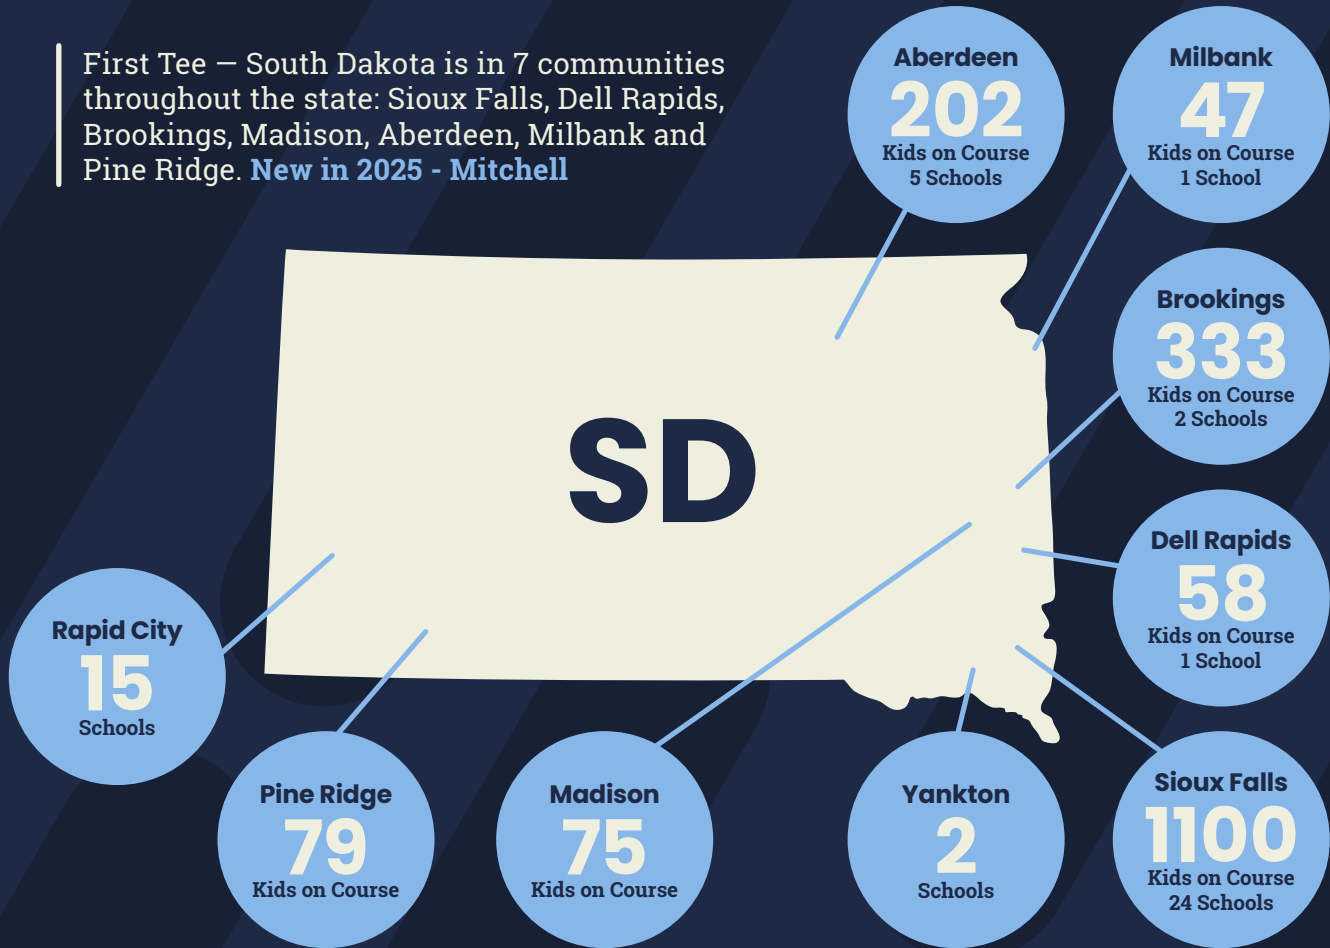 First Tee — South Dakota is in 7 communities
throughout the state: Sioux Falls, Dell Rapids,
Brookings, Madison, Aberdeen, Milbank and
Pine Ridge. New in 2025 - Mitchell
Aberdeen
202
Kids on Course
5 Schools
Milbank
47
Kids on Course
1 School
Brookings
333
Kids on Course
2 Schools
SD
Dell Rapids
58
Kids on Course
1 School
Rapid City
15
Schools
Pine Ridge
79
Kids on Course
Madison
75
Kids on Course
Yankton
2
Schools
Sioux Falls
1100
Kids on Course
24 Schools